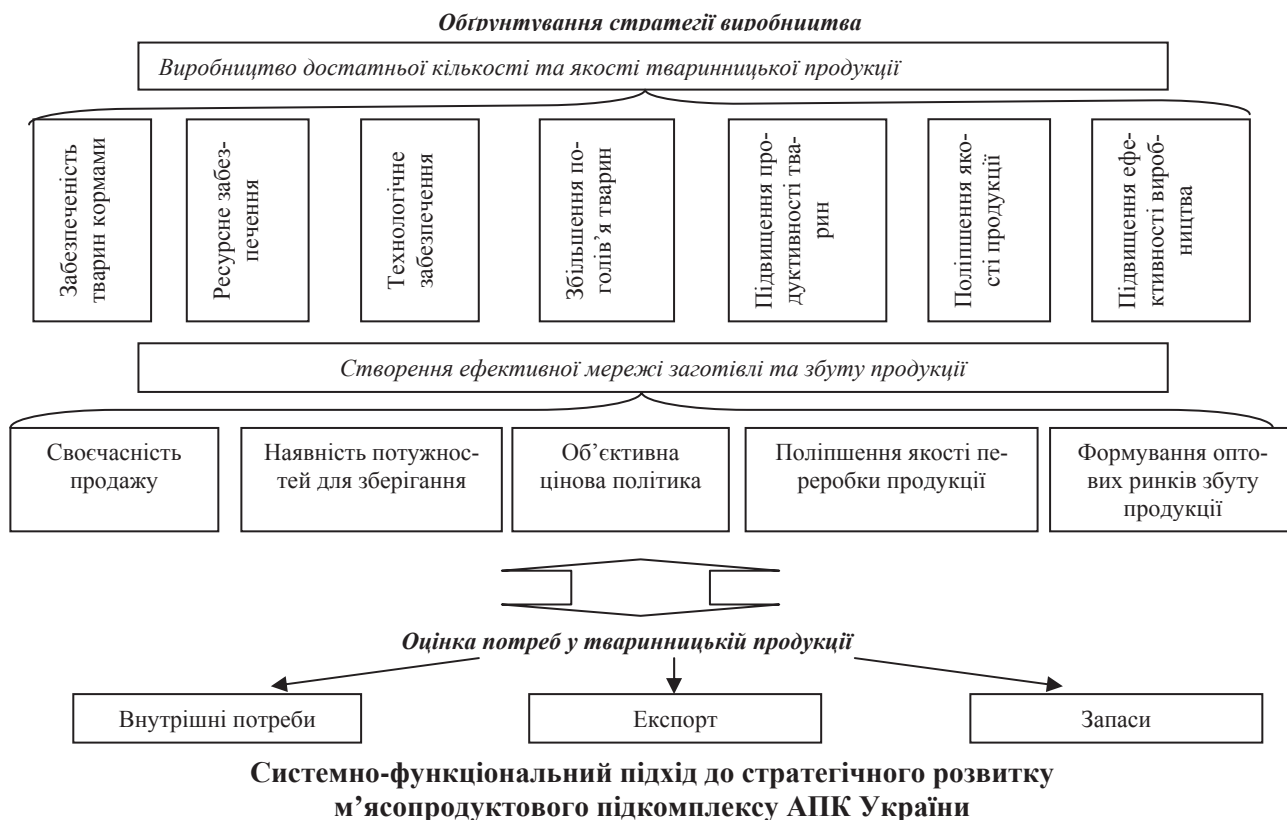 Обґрунтування стратегії виробництва
Виробництво достатньої кількості та якості тваринницької продукції
Забезпеченість
тварин кормами
Ресурсне забез-
печення
Технологічне
забезпечення
Збільшення по-
голів’я тварин
Підвищення про-
дуктивності тва-
рин
Поліпшення яко-
сті продукції
Підвищення ефе-
ктивності вироб-
ництва
Створення ефективної мережі заготівлі та збуту продукції
Своєчасність
продажу
Наявність потужнос-
тей для зберігання
Об’єктивна
цінова політика
Поліпшення якості пе-
реробки продукції
Формування опто-
вих ринків збуту
продукції
Оцінка потреб у тваринницькій продукції
Внутрішні потреби
Експорт
Запаси
Системно-функціональний підхід до стратегічного розвитку
м’ясопродуктового підкомплексу АПК України